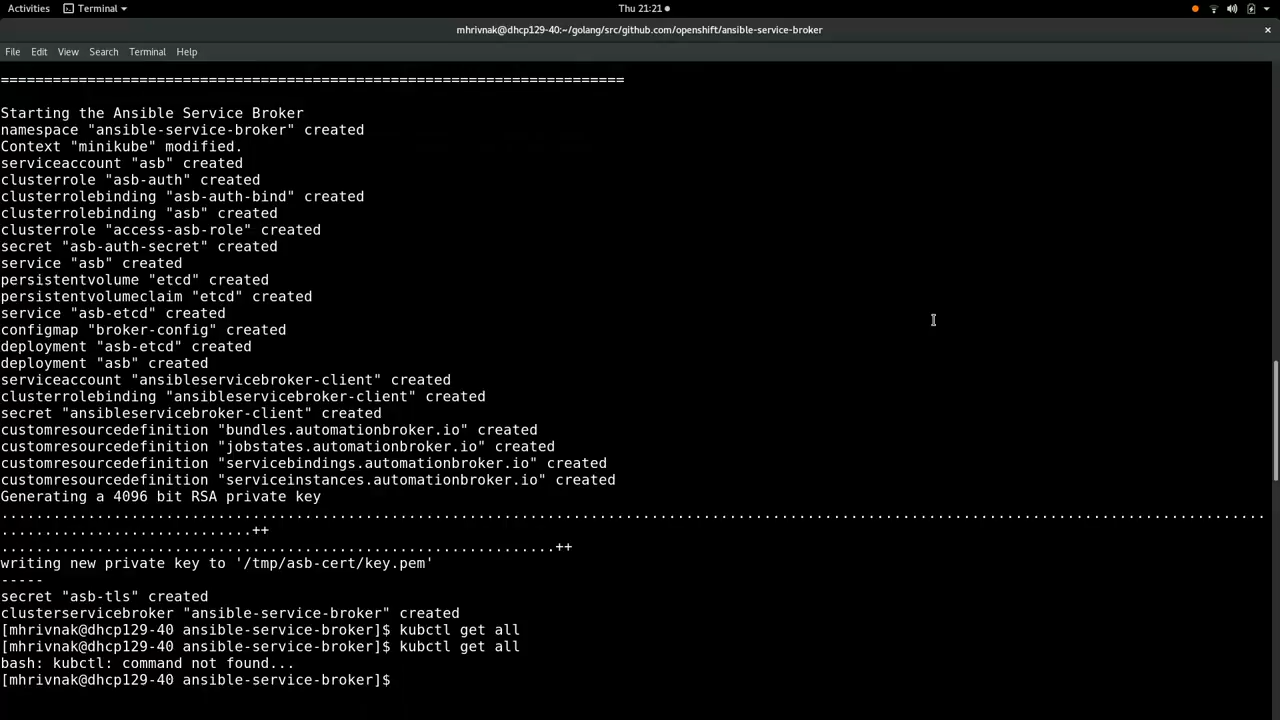 Activities Terminal Thu 21:21
mhrivnak@dhcp129-40:~/golang/src/github.com/openshift/ansible-service-broker
File Edit View Search Terminal Help
========================================================================
Starting the Ansible Service Broker
namespace "ansible-service-broker" created
Context "minikube" modified.
serviceaccount "asb" created
clusterrole "asb-auth" created
clusterrolebinding "asb-auth-bind" created
clusterrolebinding "asb" created
clusterrole "access-asb-role" created
secret "asb-auth-secret" created
service "asb" created
persistentvolume "etcd" created
persistentvolumeclaim "etcd" created
service "asb-etcd" created
configmap "broker-config" created
deployment "asb-etcd" created
deployment "asb" created
serviceaccount "ansibleservicebroker-client" created
clusterrolebinding "ansibleservicebroker-client" created
secret "ansibleservicebroker-client" created
customresourcedefinition "bundles.automationbroker.io" created
customresourcedefinition "jobstates.automationbroker.io" created
customresourcedefinition "servicebindings.automationbroker.io" created
customresourcedefinition "serviceinstances.automationbroker.io" created
Generating a 4096 bit RSA private key
..................................................................................................................................................
.............................++
................................................................++
writing new private key to '/tmp/asb-cert/key.pem'
-----
secret "asb-tls" created
clusterservicebroker "ansible-service-broker" created
[mhrivnak@dhcp129-40 ansible-service-broker]$ kubctl get all
[mhrivnak@dhcp129-40 ansible-service-broker]$ kubctl get all
bash: kubctl: command not found...
[mhrivnak@dhcp129-40 ansible-service-broker]$